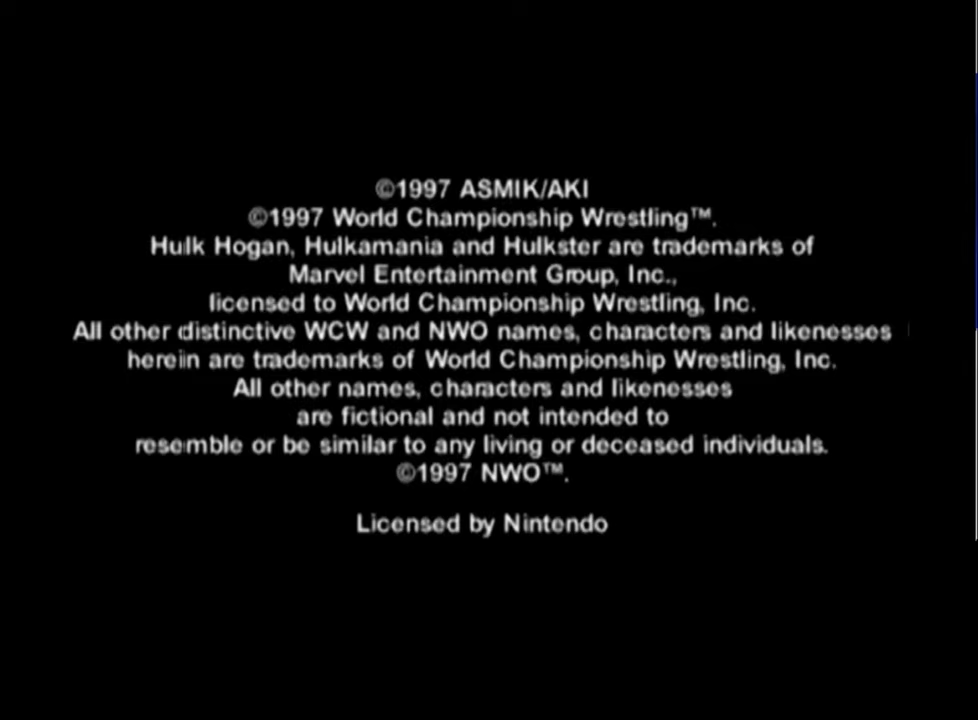 ©1997 ASMIK/AKI
©1997 World Championship Wrestling™.
Hulk Hogan, Hulkamania and Hulkster are trademarks of
Marvel Entertainment Group, Inc.,
licensed to World Championship Wrestling, Inc.
All other distinctive WCW and NWO names, characters and likenesses
herein are trademarks of World Championship Wrestling, Inc.
All other names, characters and likenesses
are fictional and not intended to
resemble or be similar to any living or deceased individuals.
©1997 NWO™.
Licensed by Nintendo